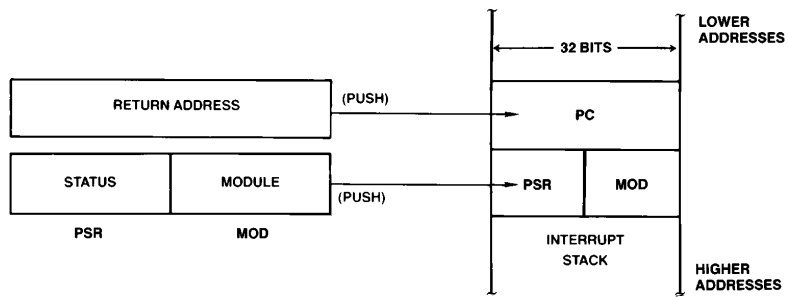 LOWER
ADDRESSES
32 BITS
RETURN ADDRESS
(PUSH)
PC
STATUS
MODULE
(PUSH)
PSR
MOD
PSR
MOD
INTERRUPT
STACK
HIGHER
ADDRESSES